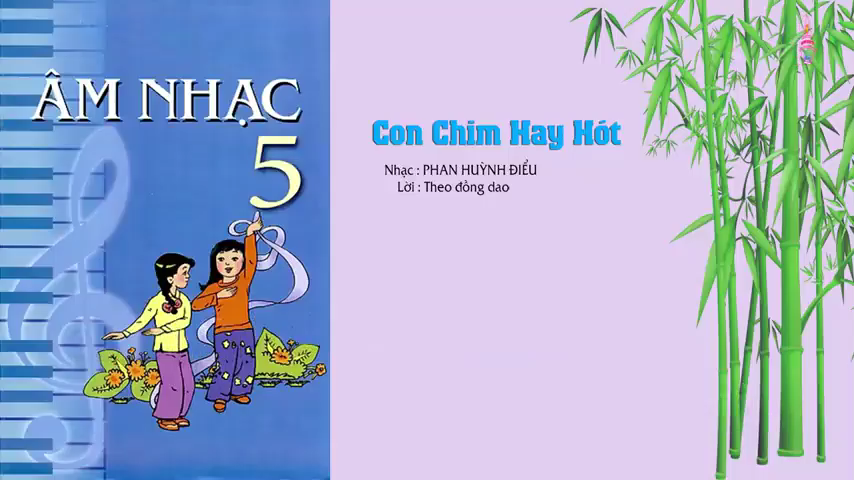 ÂM NHẠC
5
Con Chim Hay Hót
Nhạc : PHAN HUỲNH ĐIỂU
Lời : Theo đồng dao